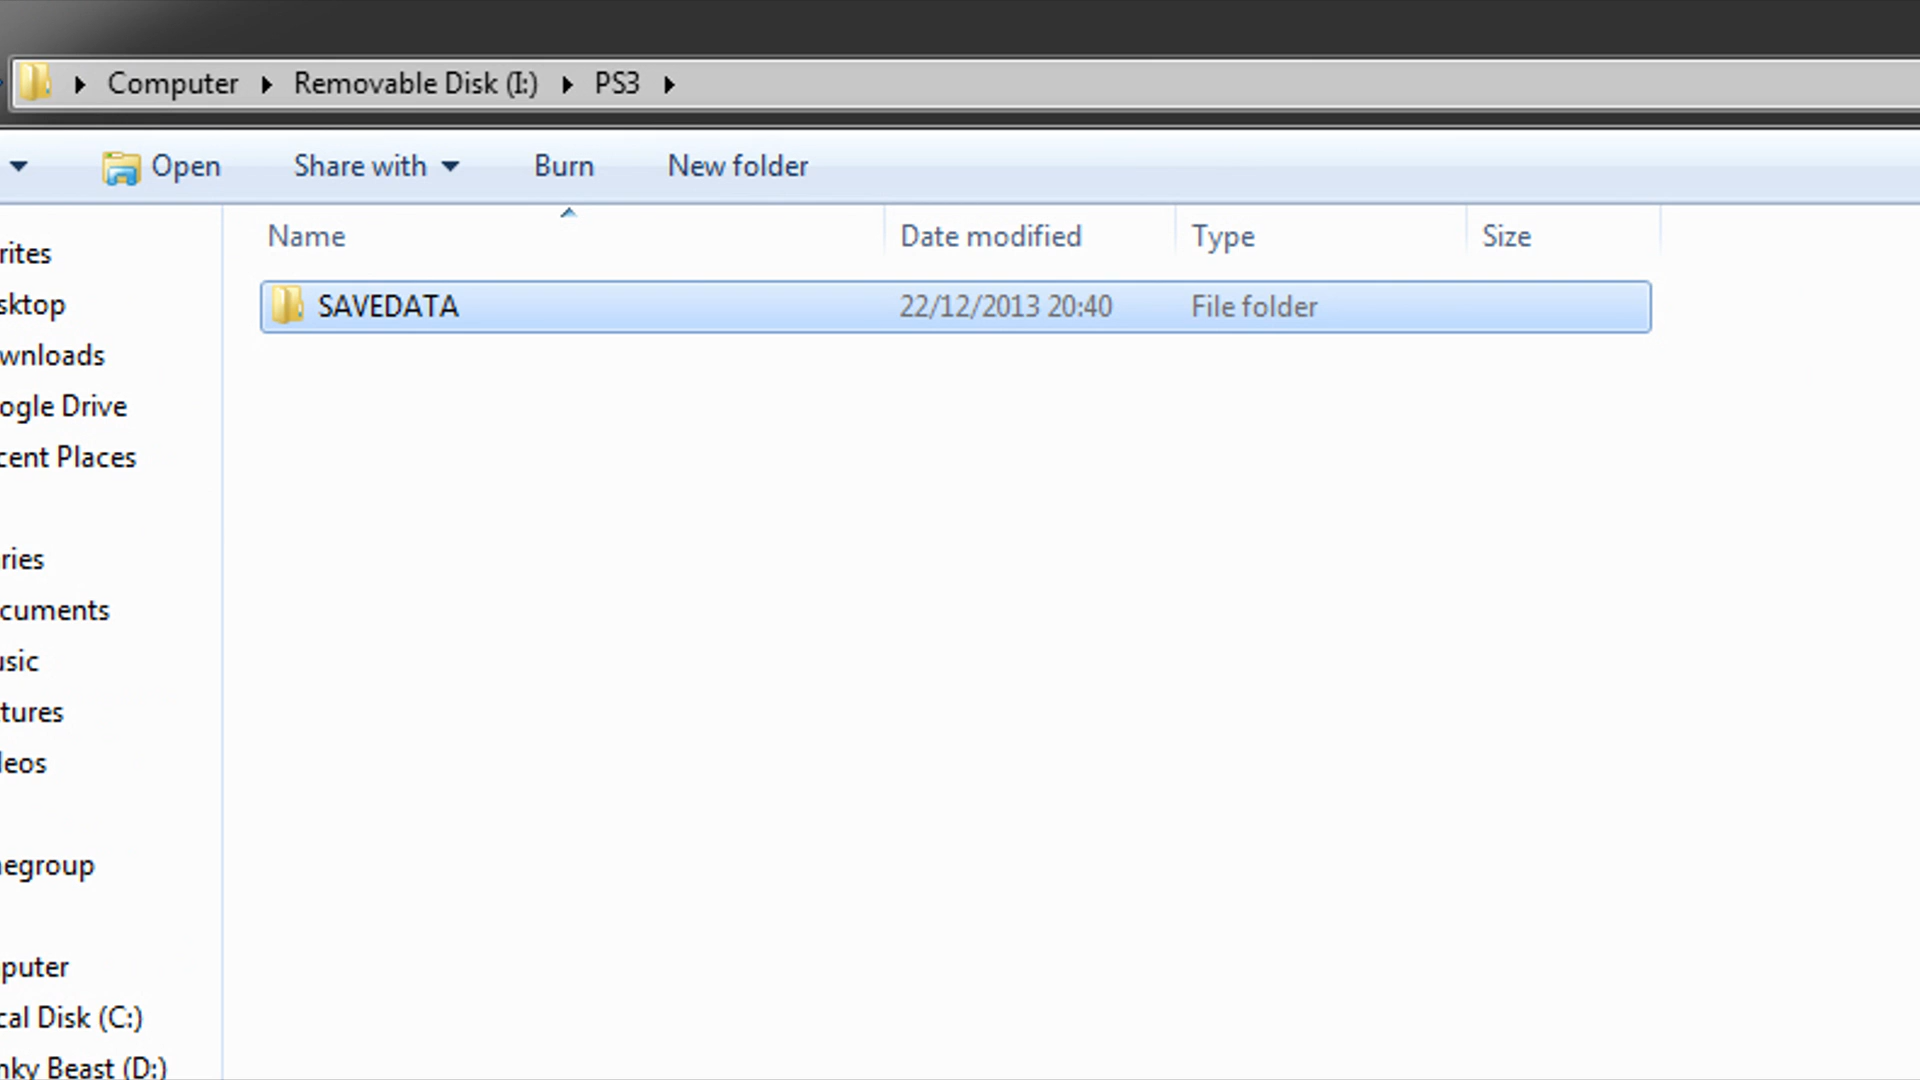 Computer Removable Disk (I:) PS3
Open Share with Burn New folder
Name Date modified Type Size
SAVEDATA 22/12/2013 20:40 File folder
rites
sktop
wnloads
ogle Drive
cent Places
ries
cuments
usic
tures
leos
negroup
puter
cal Disk (C:)
nky Beast (D:)